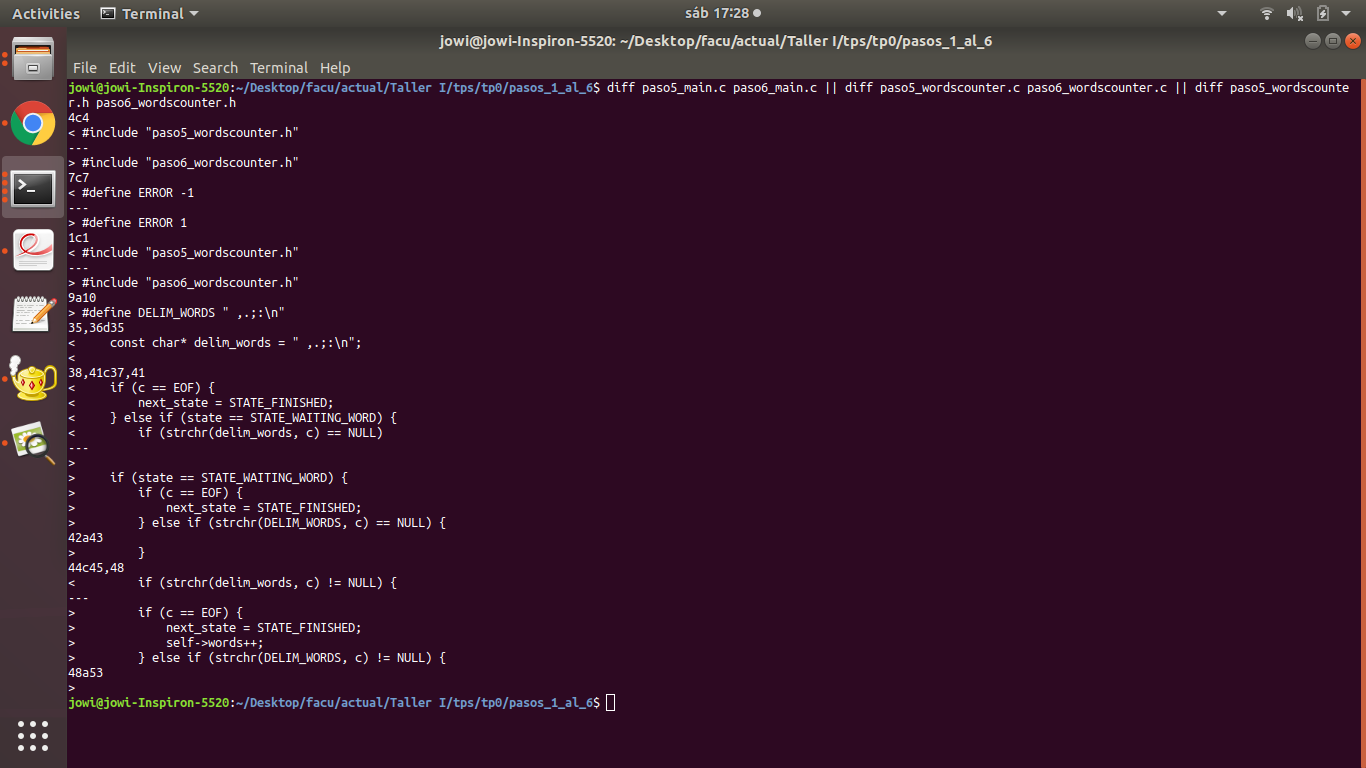 Activities Terminal sáb 17:28
jowi@jowi-Inspiron-5520: ~/Desktop/facu/actual/Taller I/tps/tp0/pasos_1_al_6
File Edit View Search Terminal Help
jowi@jowi-Inspiron-5520:~/Desktop/facu/actual/Taller I/tps/tp0/pasos_1_al_6$ diff paso5_main.c paso6_main.c || diff paso5_wordscounter.c paso6_wordscounter.c || diff paso5_wordscounte
r.h paso6_wordscounter.h
4c4
< #include "paso5_wordscounter.h"
---
> #include "paso6_wordscounter.h"
7c7
< #define ERROR -1
---
> #define ERROR 1
1c1
< #include "paso5_wordscounter.h"
---
> #include "paso6_wordscounter.h"
9a10
> #define DELIM_WORDS " ,.;:\n"
35,36d35
<     const char* delim_words = " ,.;:\n";
<
38,41c37,41
<     if (c == EOF) {
<         next_state = STATE_FINISHED;
<     } else if (state == STATE_WAITING_WORD) {
<         if (strchr(delim_words, c) == NULL)
---
>
>     if (state == STATE_WAITING_WORD) {
>         if (c == EOF) {
>             next_state = STATE_FINISHED;
>         } else if (strchr(DELIM_WORDS, c) == NULL) {
42a43
>         }
44c45,48
<         if (strchr(delim_words, c) != NULL) {
---
>         if (c == EOF) {
>             next_state = STATE_FINISHED;
>             self->words++;
>         } else if (strchr(DELIM_WORDS, c) != NULL) {
48a53
>
jowi@jowi-Inspiron-5520:~/Desktop/facu/actual/Taller I/tps/tp0/pasos_1_al_6$